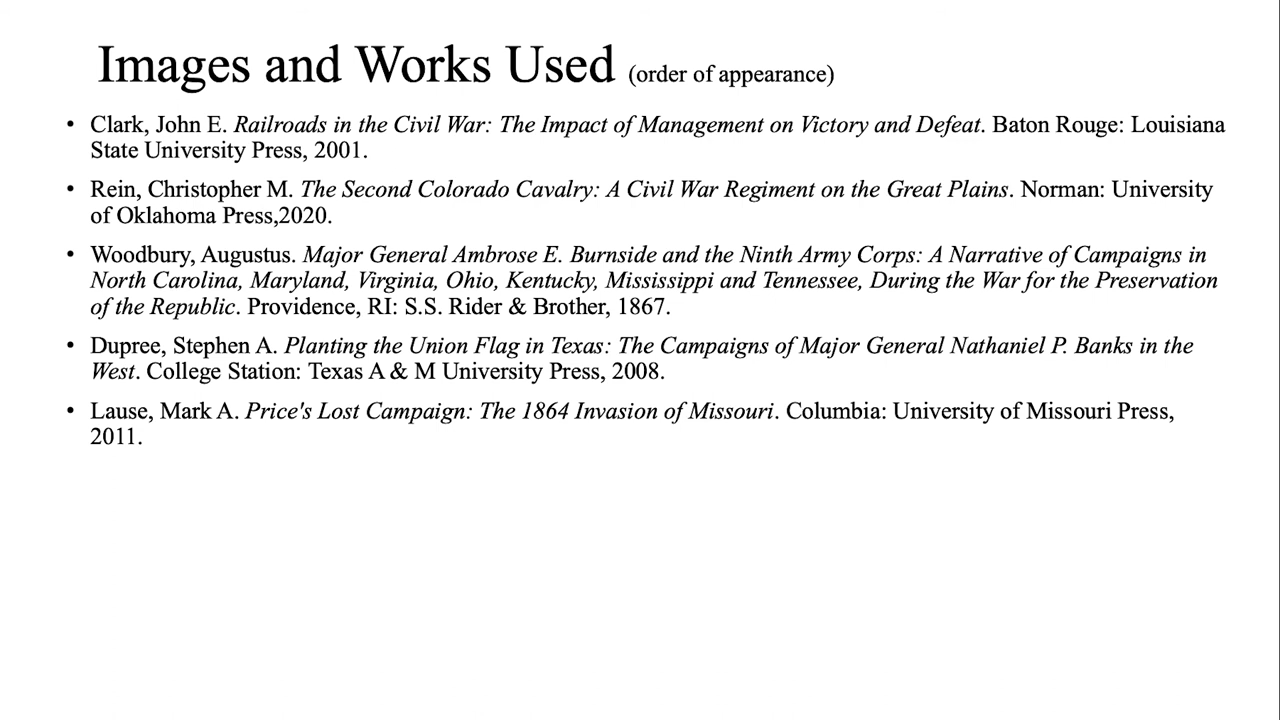 Images and Works Used (order of appearance)
• Clark, John E. Railroads in the Civil War: The Impact of Management on Victory and Defeat. Baton Rouge: Louisiana
State University Press, 2001.
• Rein, Christopher M. The Second Colorado Cavalry: A Civil War Regiment on the Great Plains. Norman: University
of Oklahoma Press,2020.
• Woodbury, Augustus. Major General Ambrose E. Burnside and the Ninth Army Corps: A Narrative of Campaigns in
North Carolina, Maryland, Virginia, Ohio, Kentucky, Mississippi and Tennessee, During the War for the Preservation
of the Republic. Providence, RI: S.S. Rider & Brother, 1867.
• Dupree, Stephen A. Planting the Union Flag in Texas: The Campaigns of Major General Nathaniel P. Banks in the
West. College Station: Texas A & M University Press, 2008.
• Lause, Mark A. Price's Lost Campaign: The 1864 Invasion of Missouri. Columbia: University of Missouri Press,
2011.